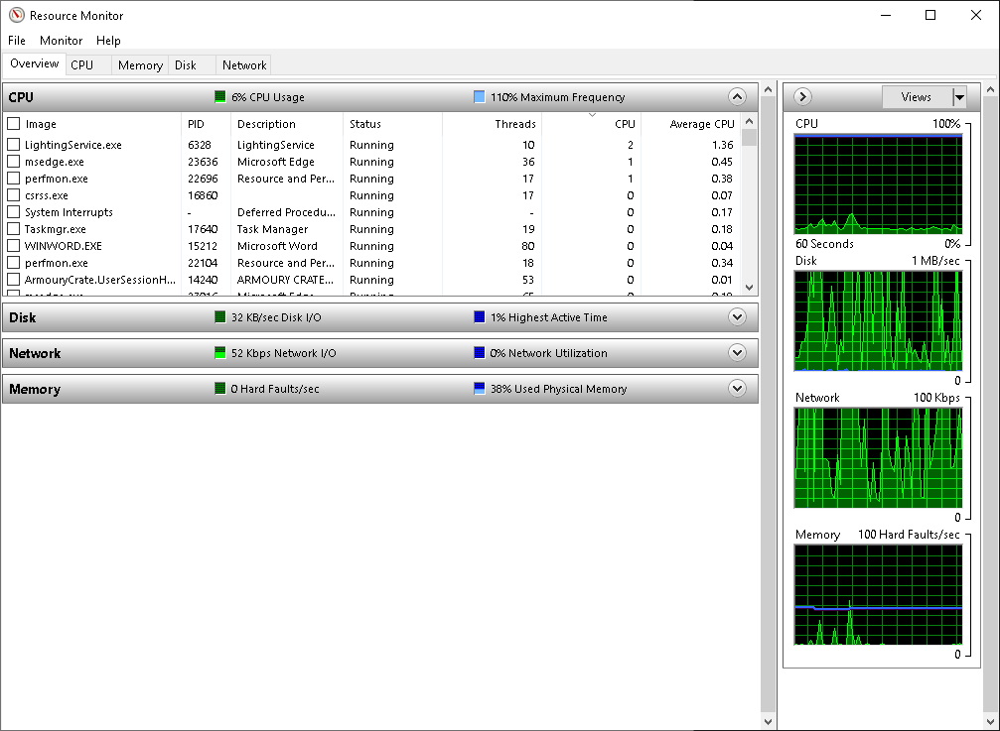 Resource Monitor
File Monitor Help
Overview CPU Memory Disk Network
CPU 6% CPU Usage 110% Maximum Frequency
Image PID Description Status Threads CPU Average CPU
LightingService.exe 6328 LightingService Running 10 2 1.36
msedge.exe 23636 Microsoft Edge Running 36 1 0.45
perfmon.exe 22696 Resource and Per... Running 17 1 0.38
csrss.exe 16860 Running 17 0 0.07
System Interrupts - Deferred Procedu... Running - 0 0.17
Taskmgr.exe 17640 Task Manager Running 19 0 0.18
WINWORD.EXE 15212 Microsoft Word Running 80 0 0.04
perfmon.exe 22104 Resource and Per... Running 18 0 0.34
ArmouryCrate.UserSessionH... 14240 ARMOURY CRATE... Running 53 0 0.01
Disk 32 KB/sec Disk I/O 1% Highest Active Time
Network 52 Kbps Network I/O 0% Network Utilization
Memory 0 Hard Faults/sec 38% Used Physical Memory
Views
CPU 100%
60 Seconds 0%
Disk 1 MB/sec
0
Network 100 Kbps
0
Memory 100 Hard Faults/sec
0